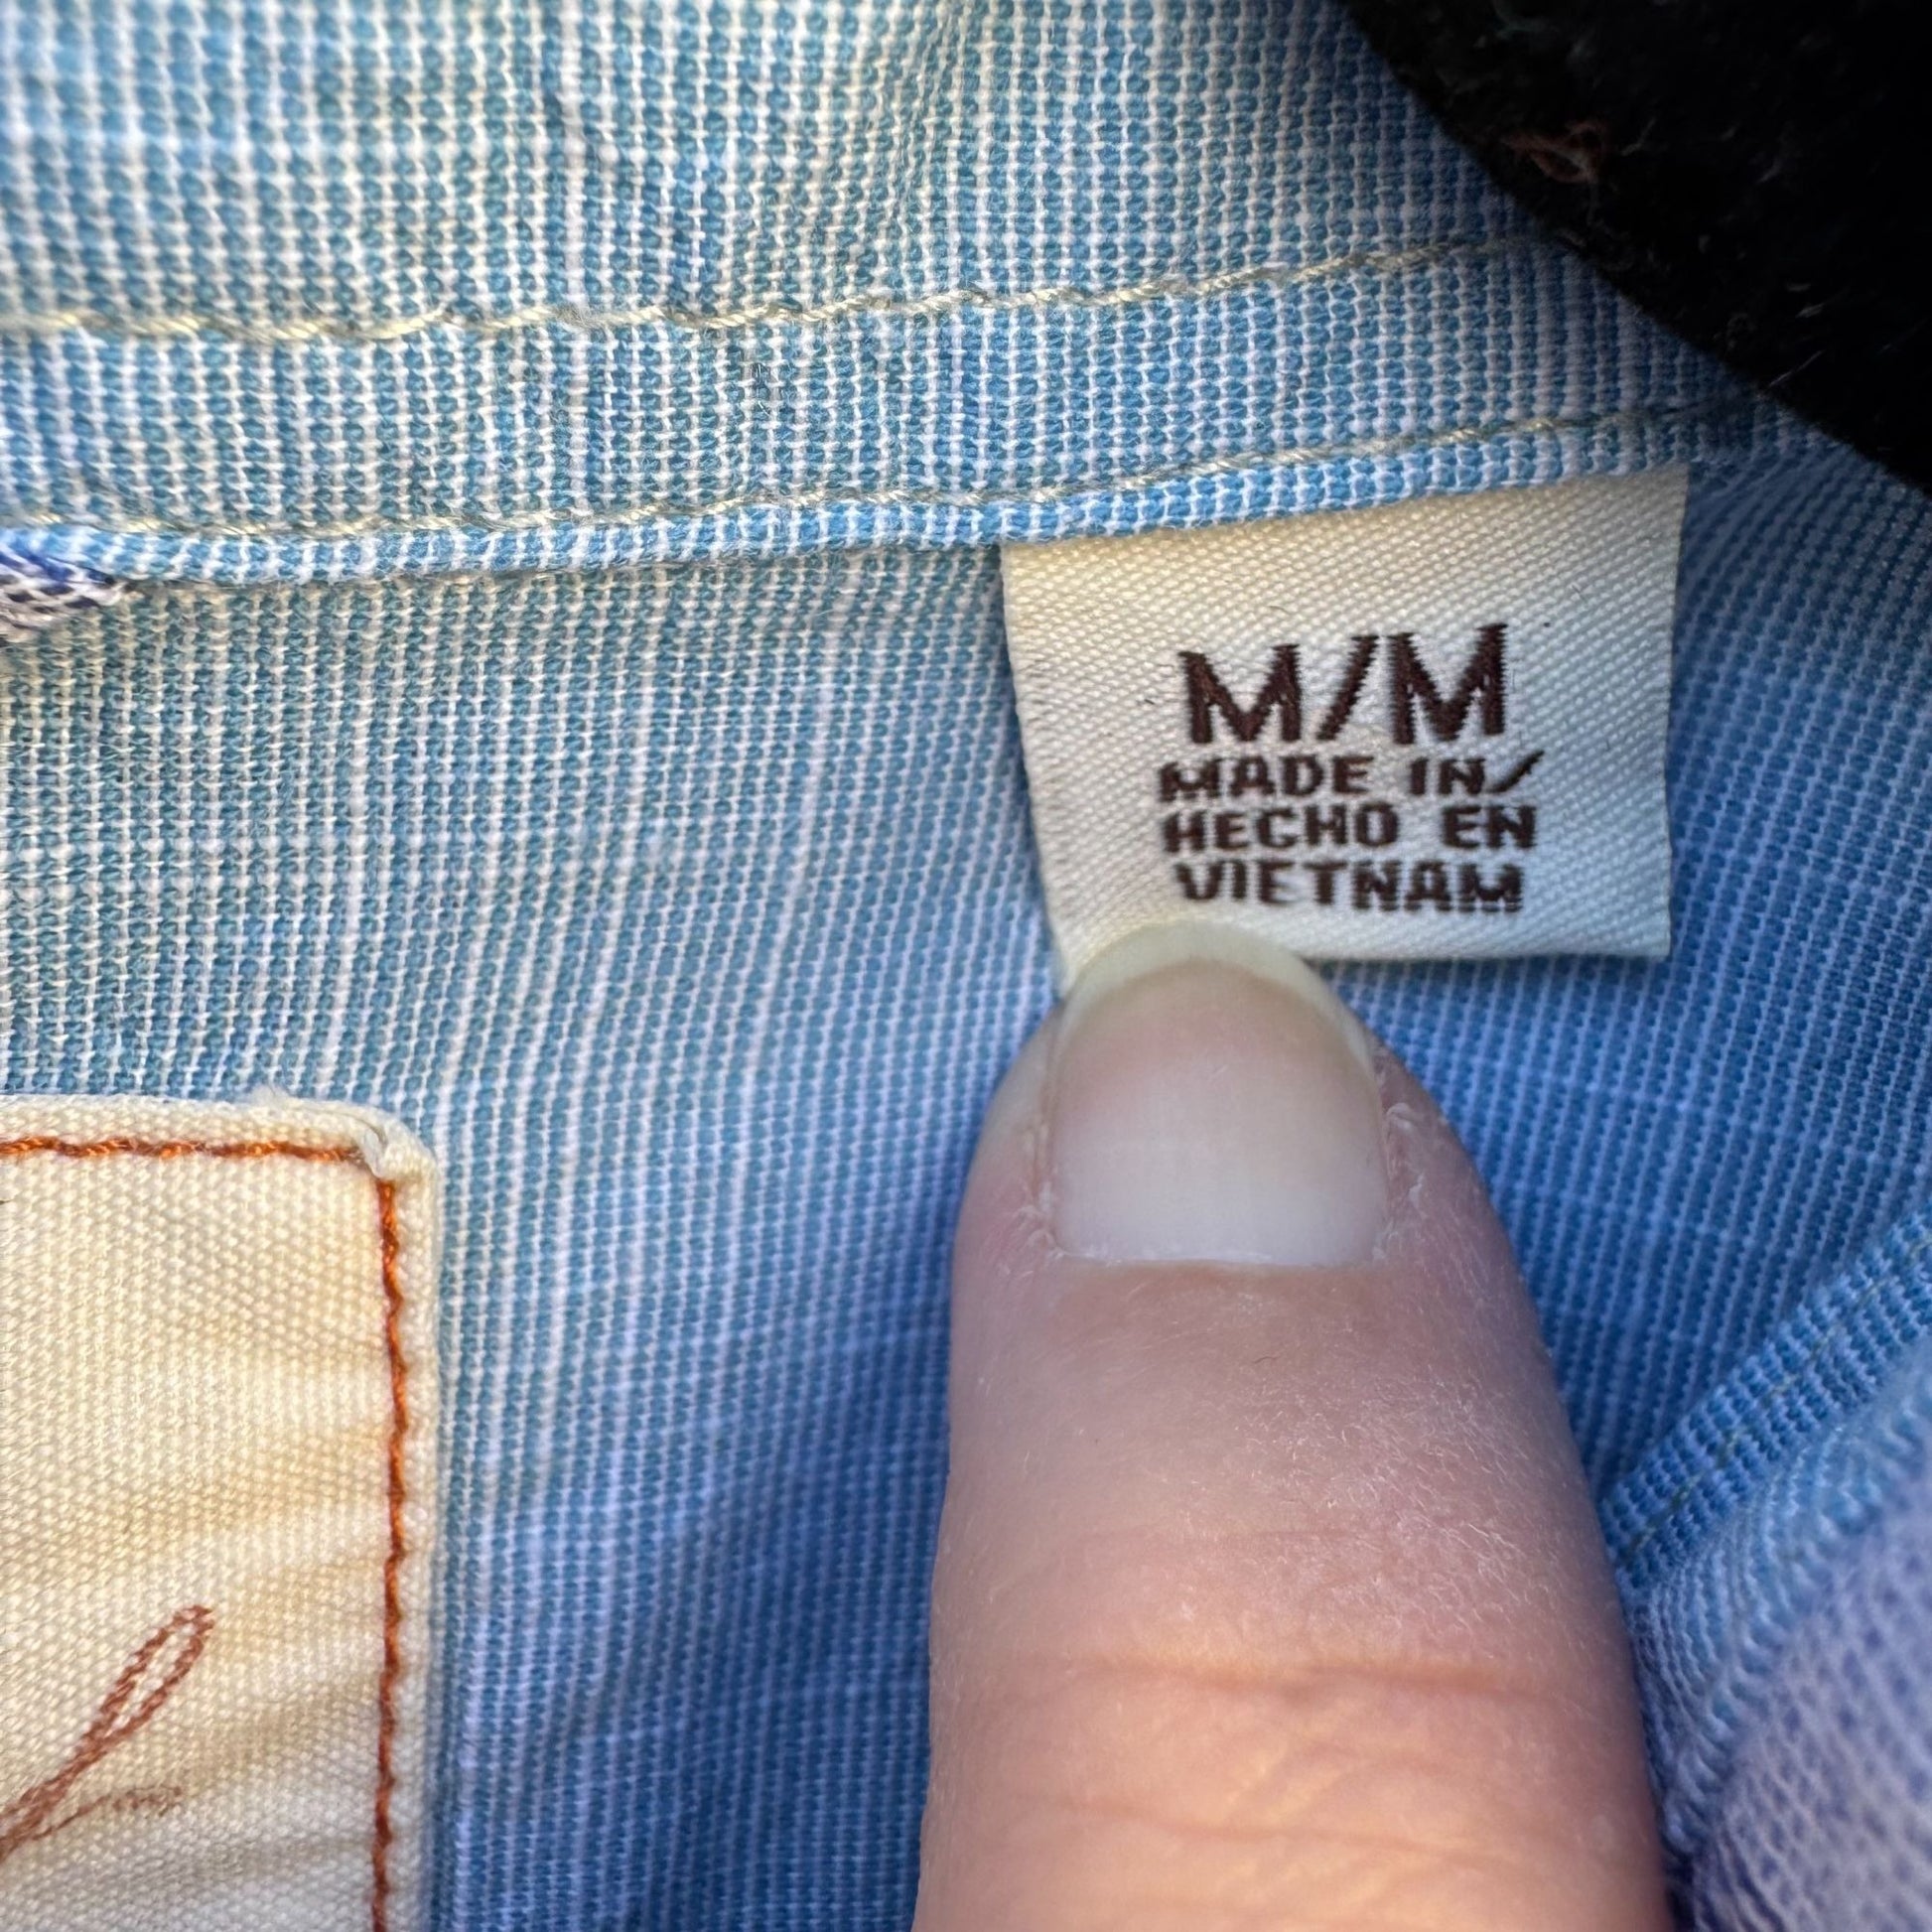 M/M
MADE IN/
HECHO EN
VIETNAM